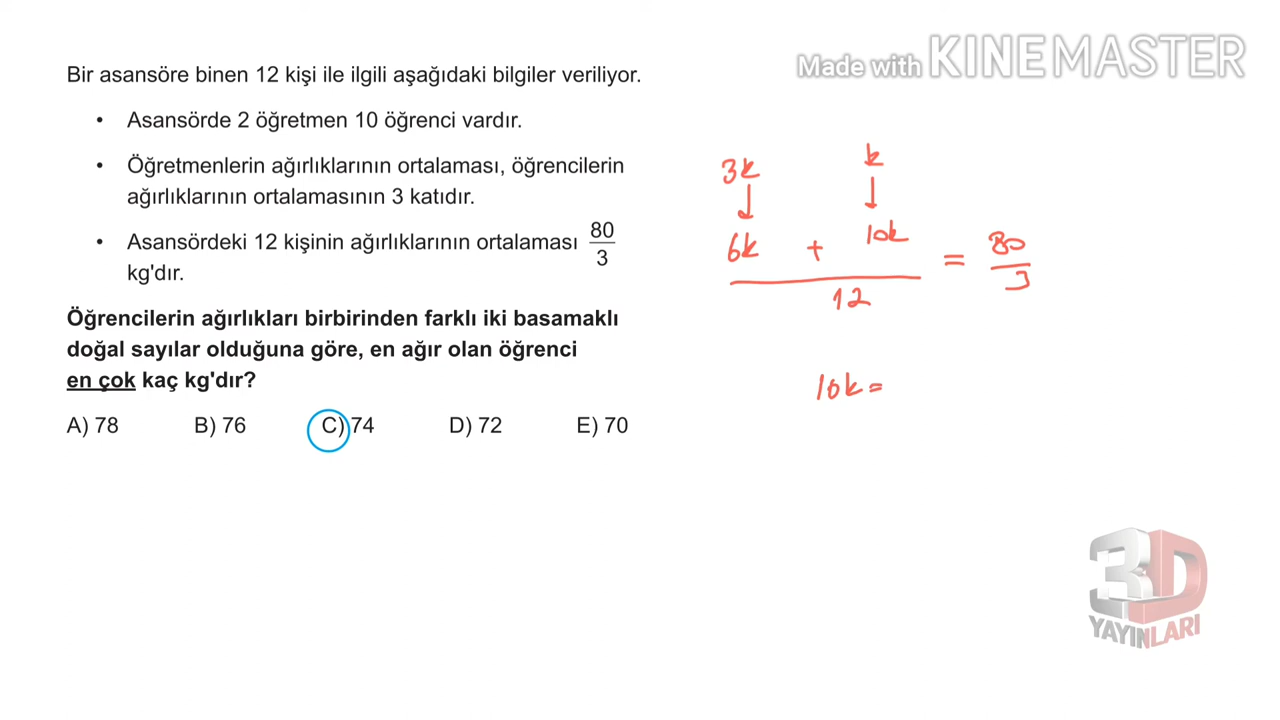 Made with KINEMASTER
Bir asansöre binen 12 kişi ile ilgili aşağıdaki bilgiler veriliyor.
• Asansörde 2 öğretmen 10 öğrenci vardır.
• Öğretmenlerin ağırlıklarının ortalaması, öğrencilerin
ağırlıklarının ortalamasının 3 katıdır.
• Asansördeki 12 kişinin ağırlıklarının ortalaması 80/3
kg'dır.
Öğrencilerin ağırlıkları birbirinden farklı iki basamaklı
doğal sayılar olduğuna göre, en ağır olan öğrenci
en çok kaç kg'dır?
A) 78 B) 76 C) 74 D) 72 E) 70
3k k
↓ ↓
6k + 10k = 80
12 3
10k =
3D
YAYINLARI